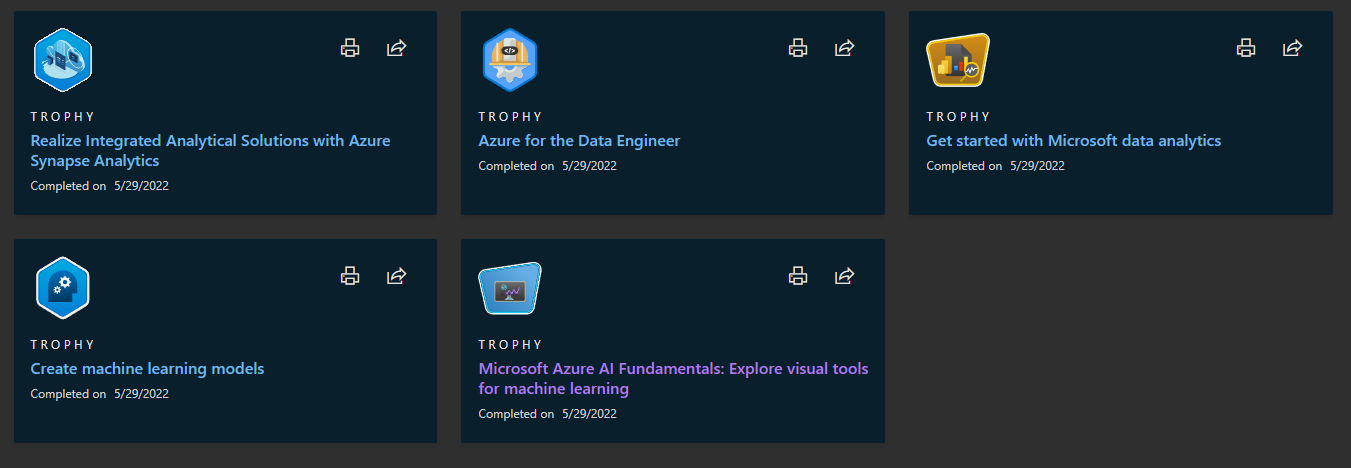 TROPHY
Realize Integrated Analytical Solutions with Azure
Synapse Analytics
Completed on 5/29/2022
TROPHY
Azure for the Data Engineer
Completed on 5/29/2022
TROPHY
Get started with Microsoft data analytics
Completed on 5/29/2022
TROPHY
Create machine learning models
Completed on 5/29/2022
TROPHY
Microsoft Azure AI Fundamentals: Explore visual tools
for machine learning
Completed on 5/29/2022